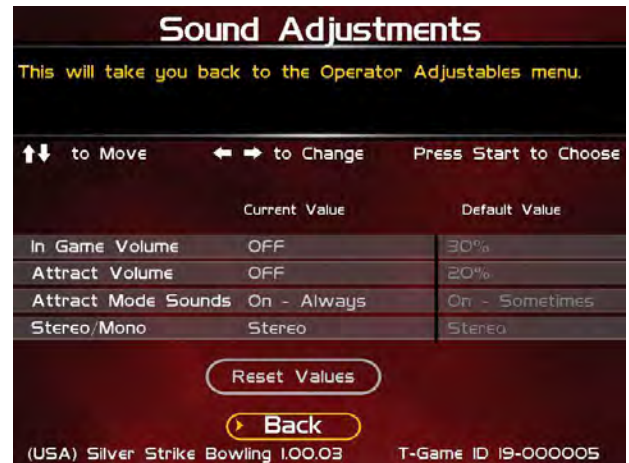 Sound Adjustments
This will take you back to the Operator Adjustables menu.
to Move to Change Press Start to Choose
Current Value Default Value
In Game Volume OFF 30%
Attract Volume OFF 20%
Attract Mode Sounds On - Always On - Sometimes
Stereo/Mono Stereo Stereo
Reset Values
Back
(USA) Silver Strike Bowling 1.00.03 T-Game ID 19-000005